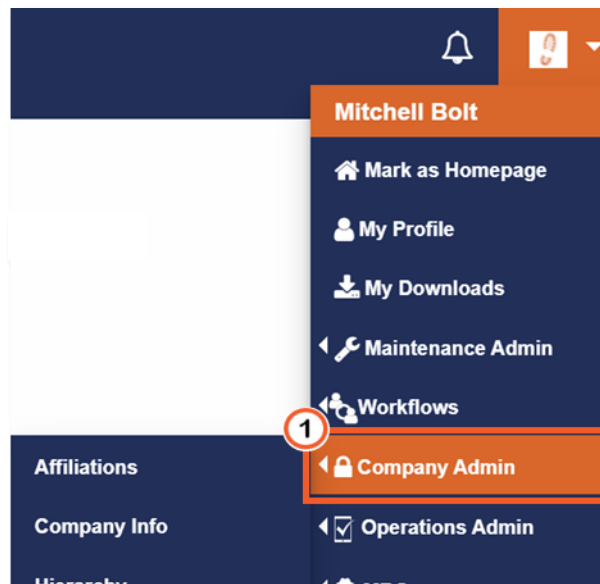 Mitchell Bolt
Mark as Homepage
My Profile
My Downloads
Maintenance Admin
Workflows
1
Company Admin
Operations Admin
Affiliations
Company Info
Hierarchy